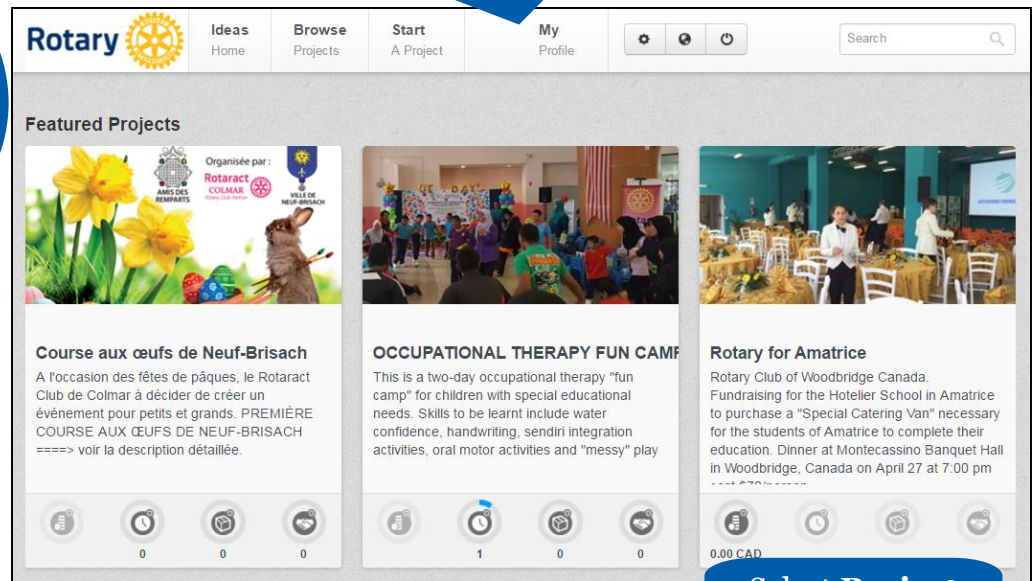 Rotary
Ideas
Home
Browse
Projects
Start
A Project
My
Profile
Search
Featured Projects
Organisée par :
AMIS DES
REMPARTS
Rotaract
COLMAR
Rotary Club Partner
VILLE DE
NEUF-BRISACH
Course aux œufs de Neuf-Brisach
A l'occasion des fêtes de pâques, le Rotaract
Club de Colmar à décider de créer un
événement pour petits et grands. PREMIÈRE
COURSE AUX ŒUFS DE NEUF-BRISACH
====> voir la description détaillée.
0
0
0
OCCUPATIONAL THERAPY FUN CAMP
This is a two-day occupational therapy "fun
camp" for children with special educational
needs. Skills to be learnt include water
confidence, handwriting, sendiri integration
activities, oral motor activities and "messy" play
1
0
0
Rotary for Amatrice
Rotary Club of Woodbridge Canada.
Fundraising for the Hotelier School in Amatrice
to purchase a "Special Catering Van" necessary
for the students of Amatrice to complete their
education. Dinner at Montecassino Banquet Hall
in Woodbridge, Canada on April 27 at 7:00 pm
0.00 CAD
Select Projects